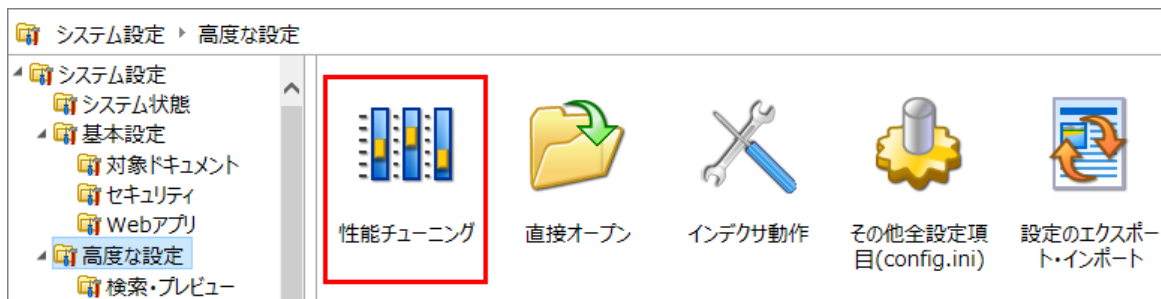 システム設定 ▸ 高度な設定
システム設定
システム状態
基本設定
対象ドキュメント
セキュリティ
Webアプリ
高度な設定
検索・プレビュー
性能チューニング
直接オープン
インデクサ動作
その他全設定項
目(config.ini)
設定のエクスポー
ト・インポート